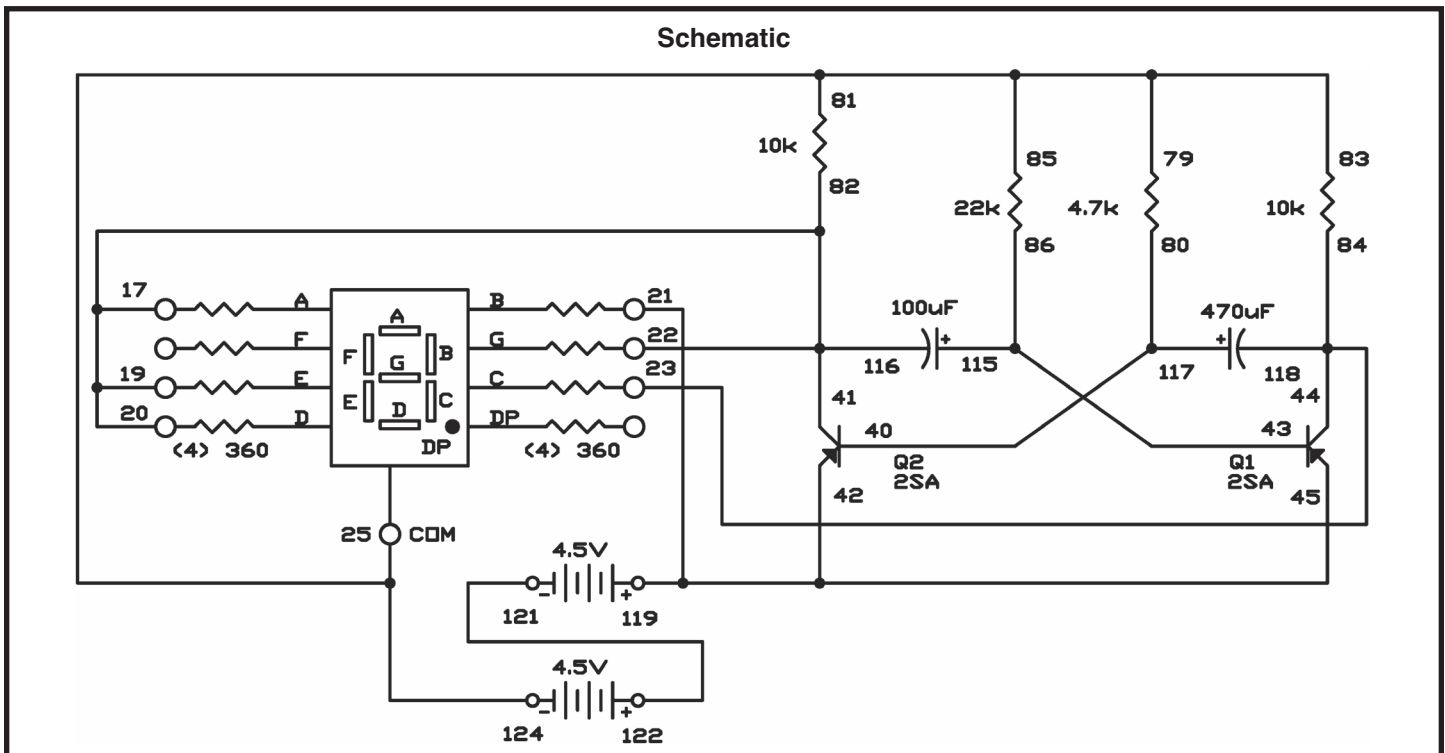 Schematic
81
10k
82
85
79
83
22k
4.7k
10k
86
80
84
17
A
B
21
F
A
G
22
F
B
G
19
E
C
23
E
C
D
20
D
DP
(4) 360
DP
(4) 360
100uF
+
470uF
+
116
115
117
118
41
44
40
43
Q2
2SA
Q1
2SA
42
45
25
COM
4.5V
- +
121
119
4.5V
- +
124
122